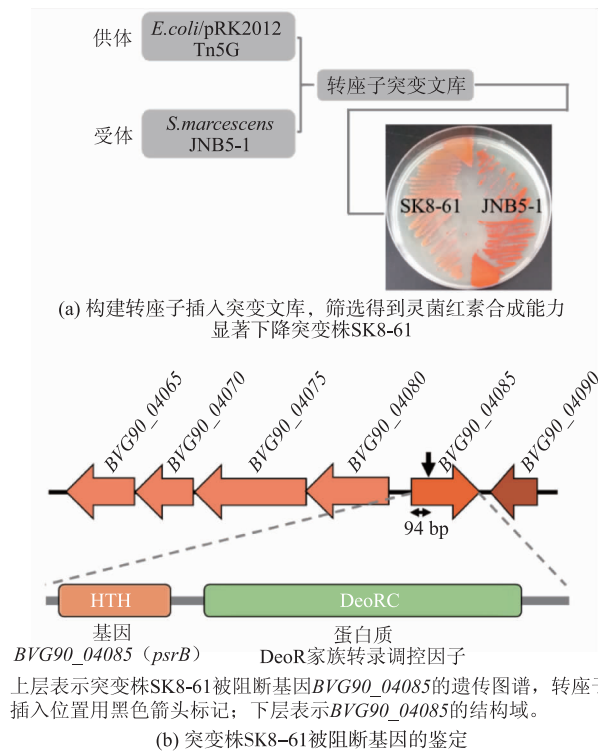 供体
E.coli/pRK2012
Tn5G
受体
S.marcescens
JNB5-1
转座子突变文库
SK8-61
JNB5-1
(a) 构建转座子插入突变文库，筛选得到灵菌红素合成能力
显著下降突变株SK8-61
BVG90_04065
BVG90_04070
BVG90_04075
BVG90_04080
BVG90_04085
BVG90_04090
94 bp
HTH
DeoRC
基因
蛋白质
BVG90_04085（psrB）
DeoR家族转录调控因子
上层表示突变株SK8-61被阻断基因BVG90_04085的遗传图谱，转座子
插入位置用黑色箭头标记；下层表示BVG90_04085的结构域。
(b) 突变株SK8-61被阻断基因的鉴定